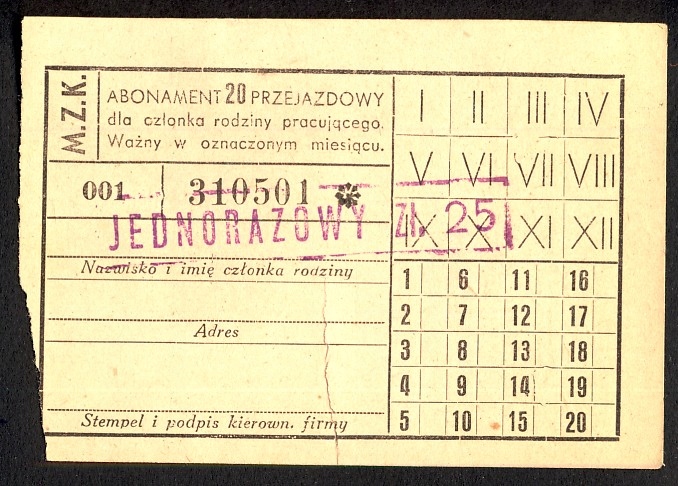 M.Z.K.
ABONAMENT 20 PRZEJAZDOWY
dla członka rodziny pracującego.
Ważny w oznaczonym miesiącu.
001 310501
JEDNORAZOWY Zł. 25
Nazwisko i imię członka rodziny
Adres
Stempel i podpis kierown. firmy
I II III IV
V VI VII VIII
IX X XI XII
1 6 11 16
2 7 12 17
3 8 13 18
4 9 14 19
5 10 15 20